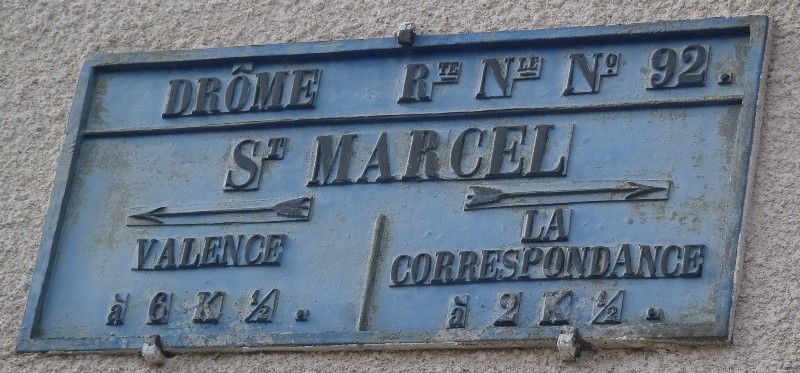 DRÔME RTE NLE No 92.
ST MARCEL
VALENCE
à 6 K 1/2.
LA
CORRESPONDANCE
à 2 K 1/2.